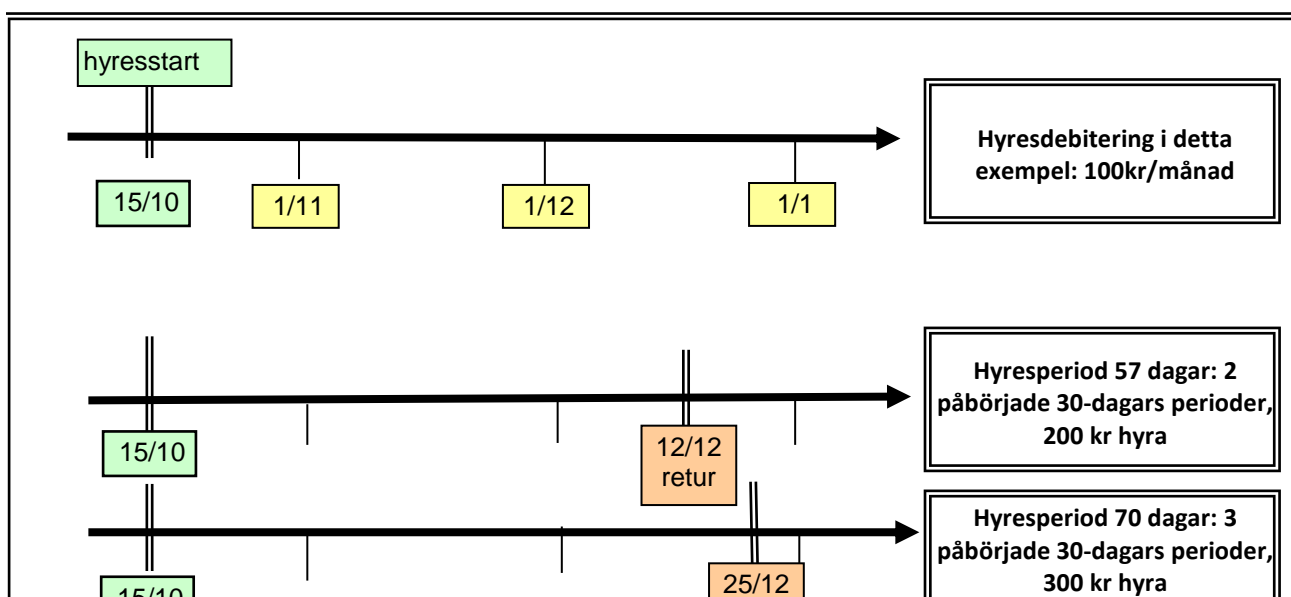 hyresstart
15/10
1/11
1/12
1/1
Hyresdebitering i detta
exempel: 100kr/månad
15/10
12/12
retur
Hyresperiod 57 dagar: 2
påbörjade 30-dagars perioder,
200 kr hyra
15/10
25/12
Hyresperiod 70 dagar: 3
påbörjade 30-dagars perioder,
300 kr hyra